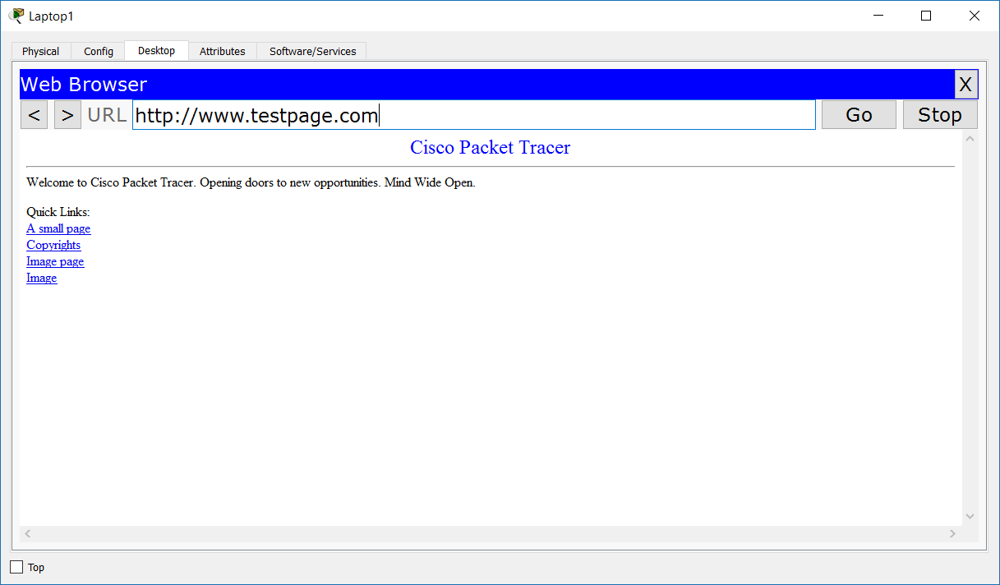 Laptop1
Physical Config Desktop Attributes Software/Services
Web Browser X
< > URL http://www.testpage.com Go Stop
Cisco Packet Tracer
Welcome to Cisco Packet Tracer. Opening doors to new opportunities. Mind Wide Open.
Quick Links:
A small page
Copyrights
Image page
Image
Top